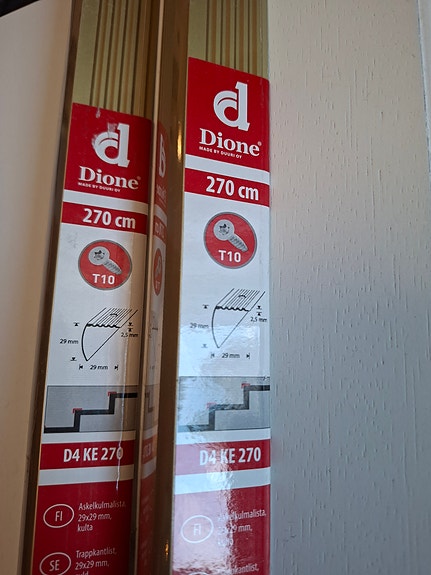 d
Dione®
MADE BY DUURI OY
270 cm
T10
29 mm
2,5 mm
29 mm
D4 KE 270
FI
Askelkulmalista,
29x29 mm,
kulta
SE
Trappkantlist,
d
Dione®
MADE BY DUURI OY
270 cm
T10
29 mm
2,5 mm
29 mm
D4 KE 270
FI
Askelkulmalista,
29x29 mm,
Trappkantlist,